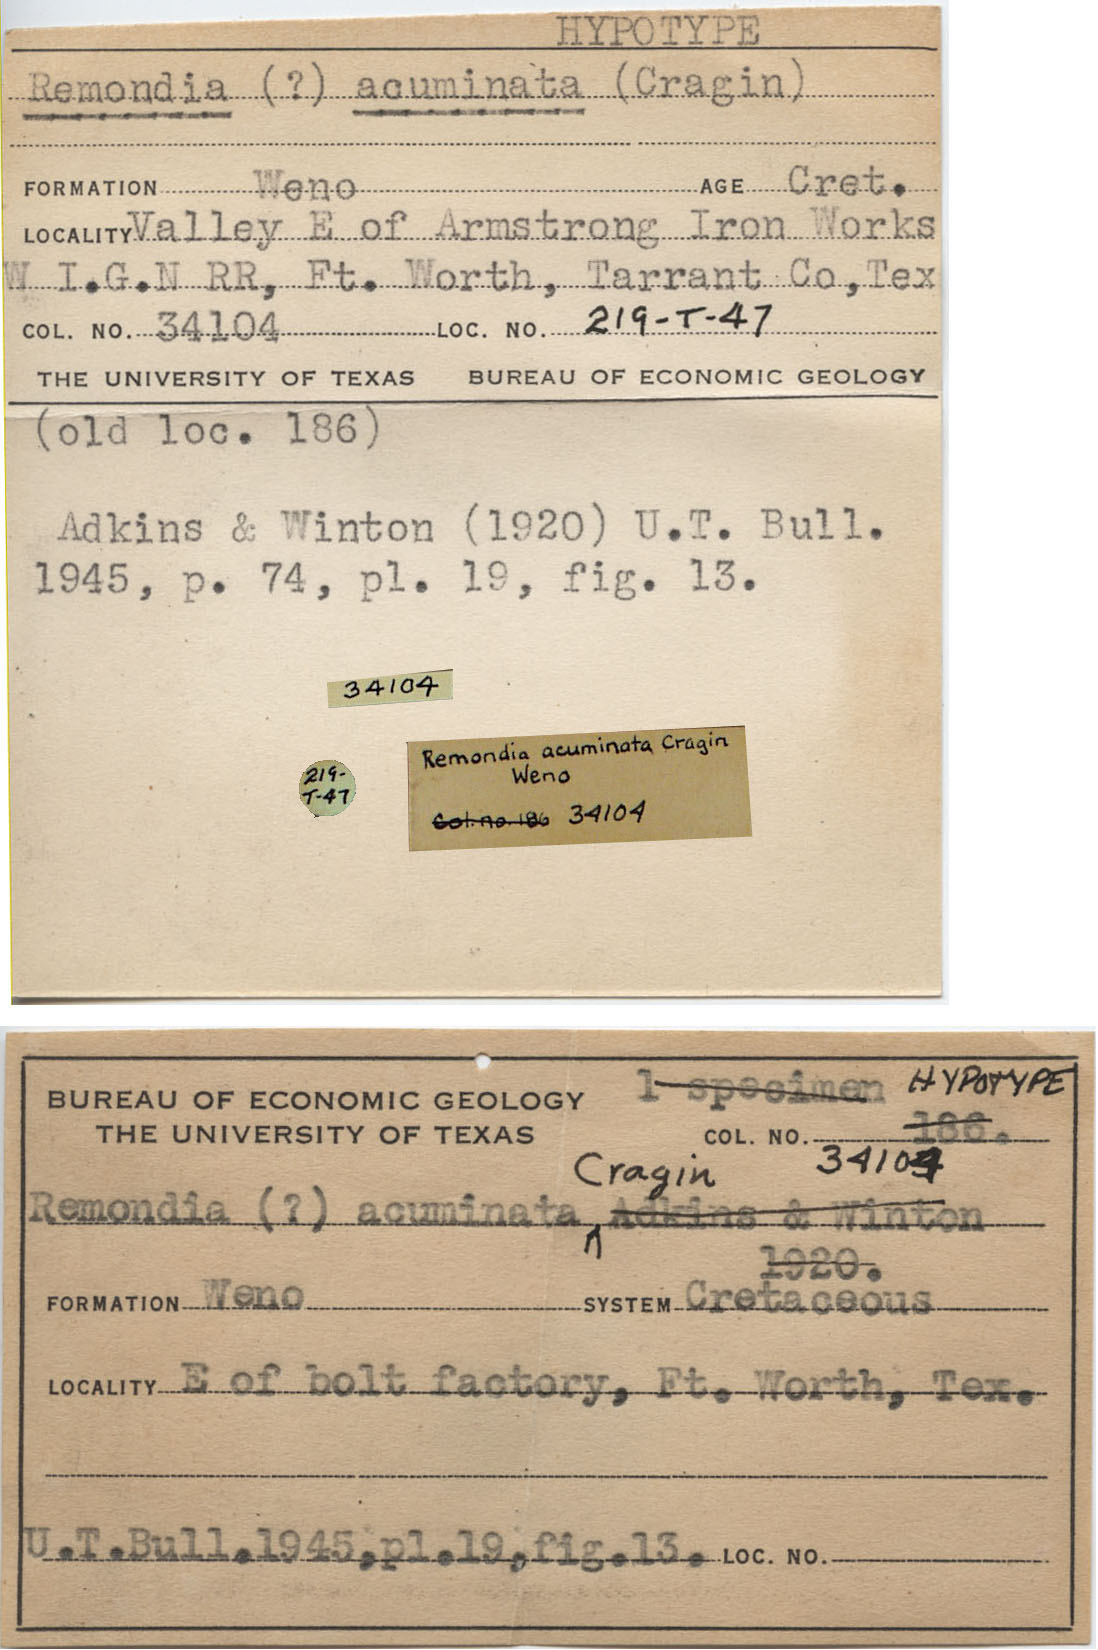 HYPOTYPE
Remondia (?) acuminata (Cragin)
FORMATION Weno AGE Cret.
LOCALITY Valley E of Armstrong Iron Works
W I.G.N RR, Ft. Worth, Tarrant Co,Tex
COL. NO. 34104 LOC. NO. 219-T-47
THE UNIVERSITY OF TEXAS BUREAU OF ECONOMIC GEOLOGY
(old loc. 186)
Adkins & Winton (1920) U.T. Bull.
1945, p. 74, pl. 19, fig. 13.
34104
219-
T-47
Remondia acuminata Cragin
Weno
Col. no. 186 34104
1 specimen HYPOTYPE
BUREAU OF ECONOMIC GEOLOGY
THE UNIVERSITY OF TEXAS
COL. NO. 186.
34104
Cragin
Remondia (?) acuminata Adkins & Winton
1920.
FORMATION Weno SYSTEM Cretaceous
LOCALITY E of bolt factory, Ft. Worth, Tex.
U.T.Bull.1945,pl.19,fig.13. LOC. NO.